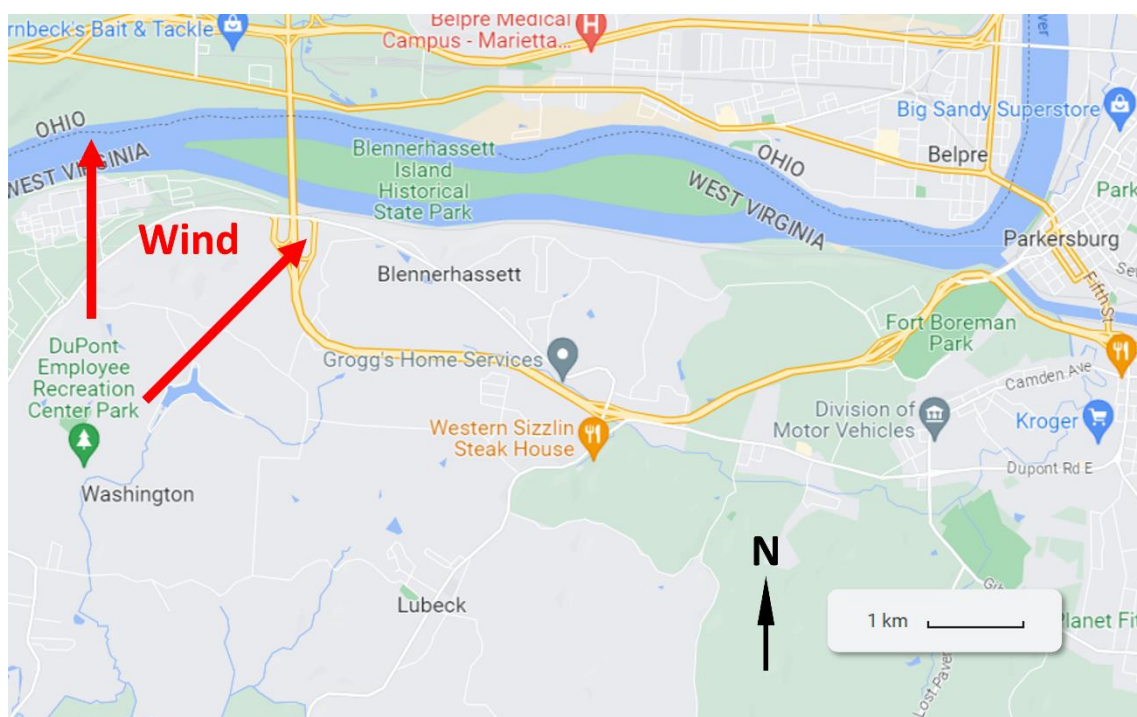 rnbeck's Bait & Tackle
Belpre Medical
Campus - Marietta...
H
ver
Big Sandy Superstore
OHIO
WEST VIRGINIA
Blennerhassett
Island
Historical
State Park
OHIO
WEST VIRGINIA
Belpre
Park
Wind
Parkersburg
Blennerhassett
Fifth St
DuPont
Employee
Recreation
Center Park
Grogg's Home Services
Fort Boreman
Park
Camden Ave
Western Sizzlin
Steak House
Division of
Motor Vehicles
Kroger
Dupont Rd E
Washington
N
Lubeck
1 km
Planet Fit
Lost Paver